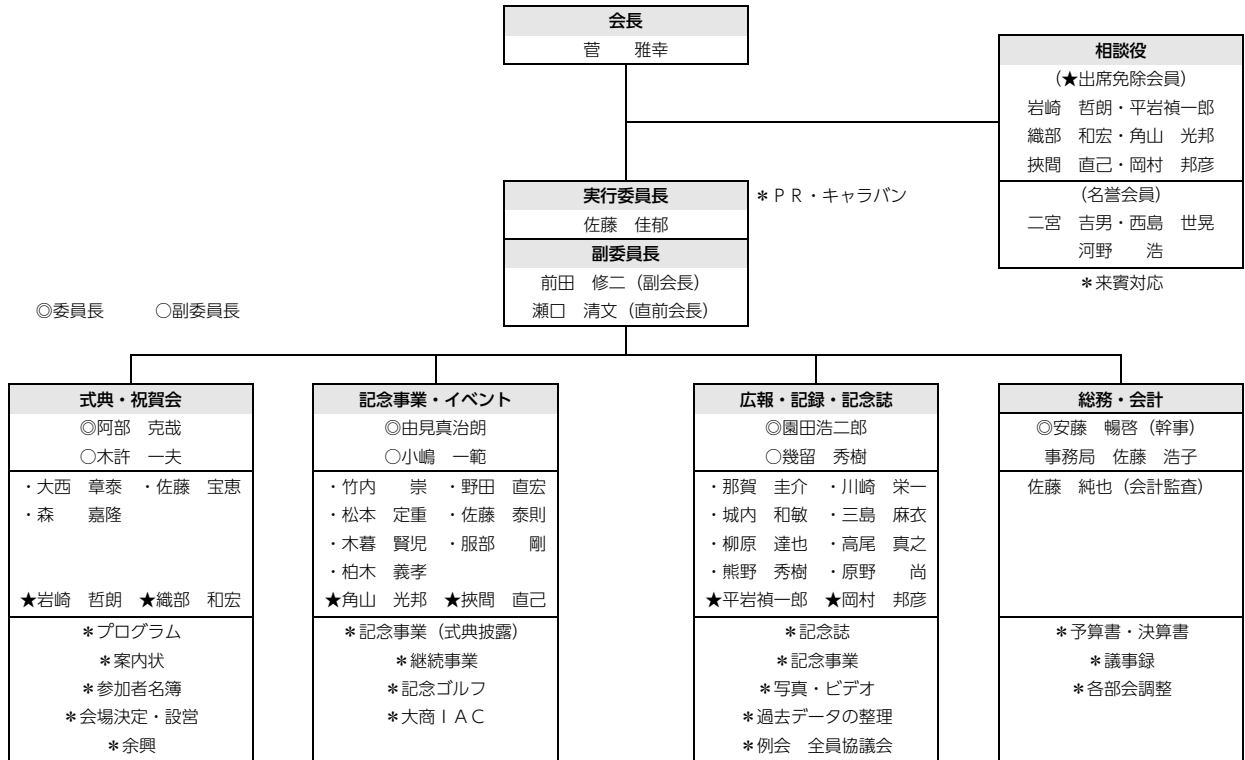 会長
菅　雅幸
相談役
(★出席免除会員)
岩崎　哲朗・平岩禎一郎
織部　和宏・角山　光邦
挾間　直己・岡村　邦彦
(名誉会員)
二宮　吉男・西島　世晃
河野　浩
＊来賓対応
実行委員長
佐藤　佳郁
＊ＰＲ・キャラバン
副委員長
前田　修二 (副会長)
瀬口　清文 (直前会長)
◎委員長　○副委員長
式典・祝賀会
◎阿部　克哉
○木許　一夫
・大西　章泰　・佐藤　宝恵
・森　嘉隆
★岩崎　哲朗　★織部　和宏
＊プログラム
＊案内状
＊参加者名簿
＊会場決定・設営
＊余興
記念事業・イベント
◎由見真治朗
○小嶋　一範
・竹内　崇　・野田　直宏
・松本　定重　・佐藤　泰則
・木暮　賢児　・服部　剛
・柏木　義孝
★角山　光邦　★挾間　直己
＊記念事業 (式典披露)
＊継続事業
＊記念ゴルフ
＊大商ＩＡＣ
広報・記録・記念誌
◎園田浩二郎
○幾留　秀樹
・那賀　圭介　・川崎　栄一
・城内　和敏　・三島　麻衣
・柳原　達也　・高尾　真之
・熊野　秀樹　・原野　尚
★平岩禎一郎　★岡村　邦彦
＊記念誌
＊記念事業
＊写真・ビデオ
＊過去データの整理
＊例会　全員協議会
総務・会計
◎安藤　暢啓 (幹事)
事務局　佐藤　浩子
佐藤　純也 (会計監査)
＊予算書・決算書
＊議事録
＊各部会調整